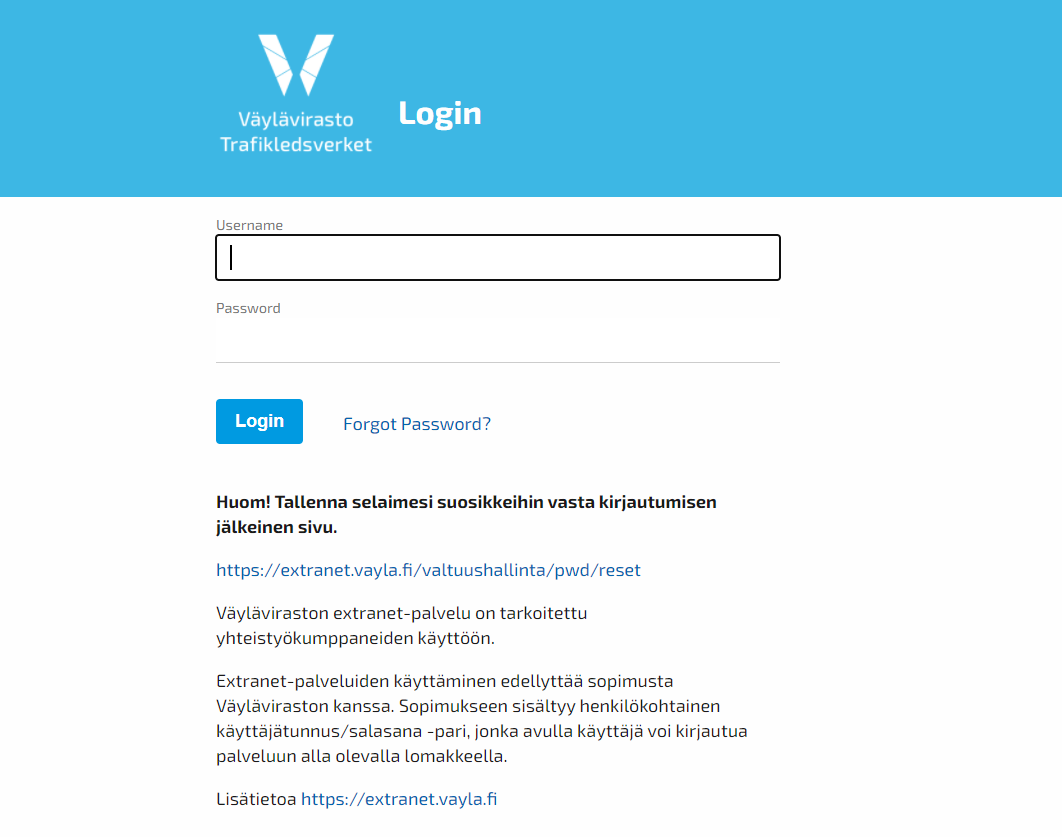 Väylävirasto
Trafikledsverket
Login
Username
Password
Login
Forgot Password?
Huom! Tallenna selaimesi suosikkeihin vasta kirjautumisen
jälkeinen sivu.
https://extranet.vayla.fi/valtuushallinta/pwd/reset
Väyläviraston extranet-palvelu on tarkoitettu
yhteistyökumppaneiden käyttöön.
Extranet-palveluiden käyttäminen edellyttää sopimusta
Väyläviraston kanssa. Sopimukseen sisältyy henkilökohtainen
käyttäjätunnus/salasana -pari, jonka avulla käyttäjä voi kirjautua
palveluun alla olevalla lomakkeella.
Lisätietoa https://extranet.vayla.fi